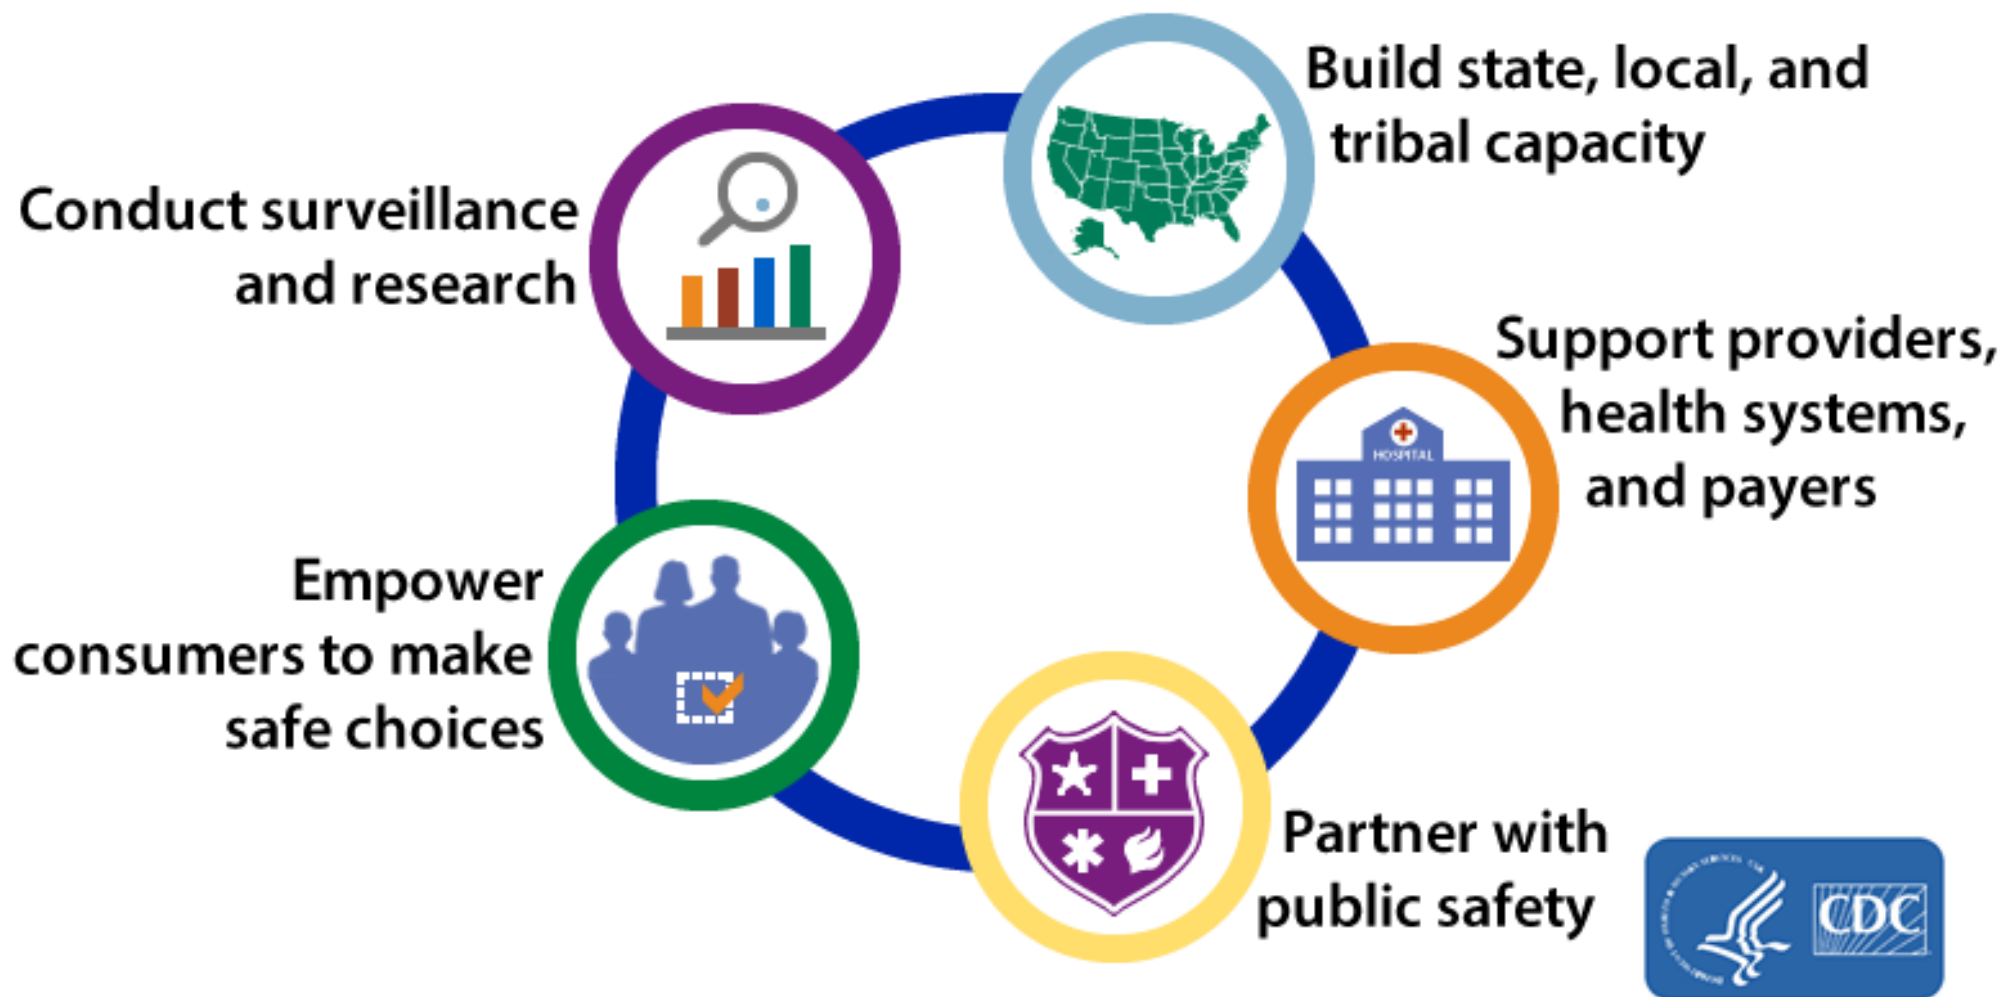 Build state, local, and
tribal capacity
Conduct surveillance
and research
Support providers,
health systems,
and payers
HOSPITAL
Empower
consumers to make
safe choices
Partner with
public safety
CDC